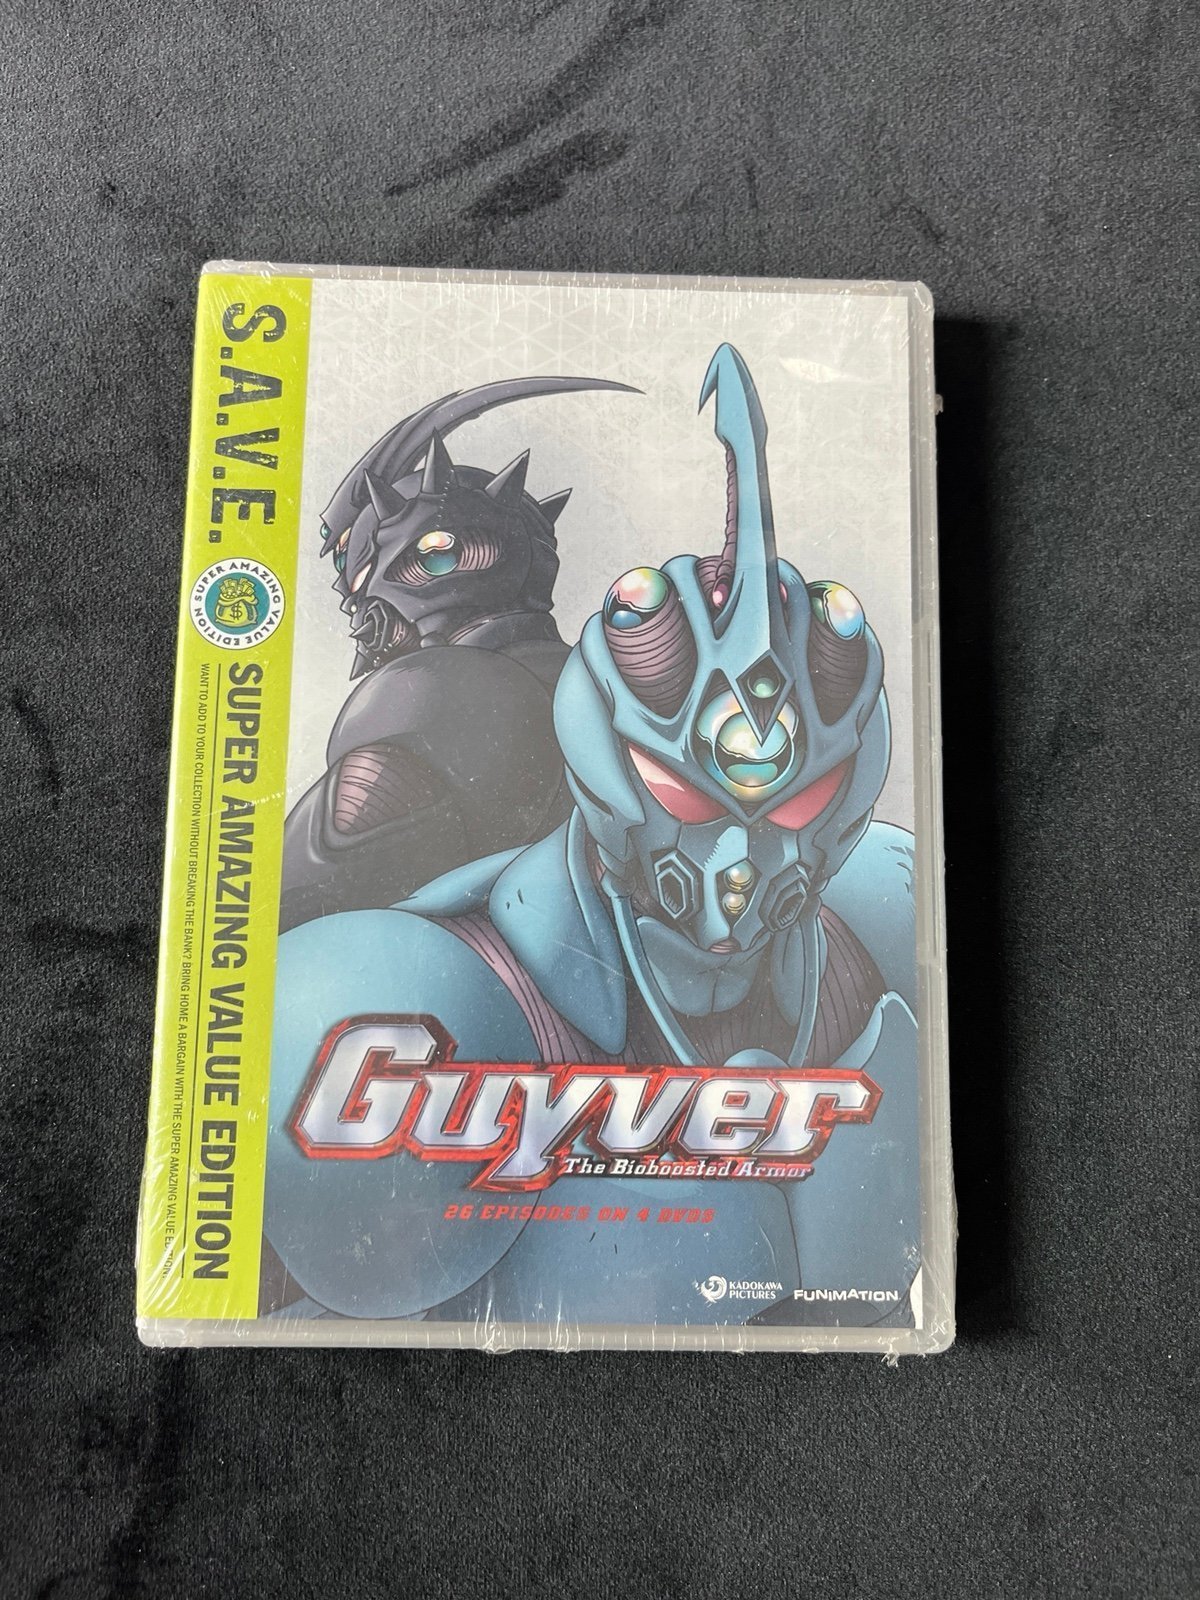 S.A.V.E.
SUPER AMAZING VALUE EDITION
$
SUPER AMAZING VALUE EDITION
WANT TO ADD TO YOUR COLLECTION WITHOUT BREAKING THE BANK? BRING HOME A BARGAIN WITH THE SUPER AMAZING VALUE EDITION.
Guyver
The Bioboosted Armor
26 EPISODES ON 4 DVDS
KADOKAWA
PICTURES
FUNIMATION